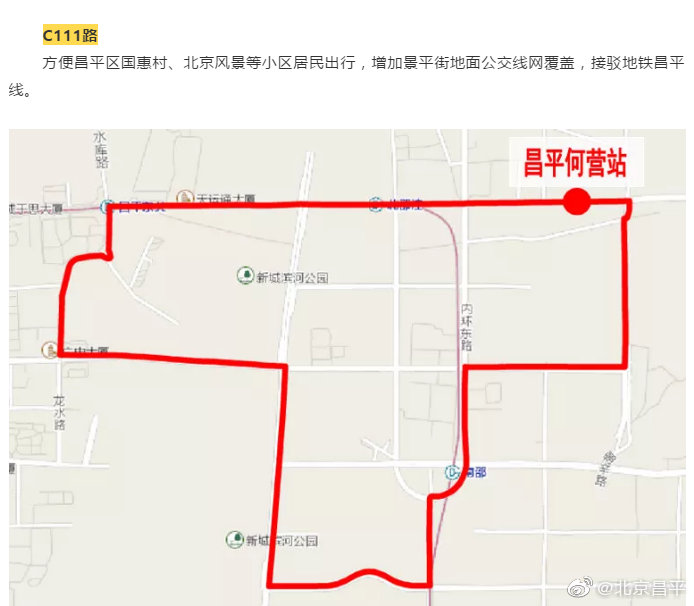 C111路
方便昌平区国惠村、北京风景等小区居民出行，增加景平街地面公交线网覆盖，接驳地铁昌平
线。
水库路
昌平何营站
天运通大厦
新城滨河公园
内环东路
龙水路
南邵
新城滨河公园
@北京昌平